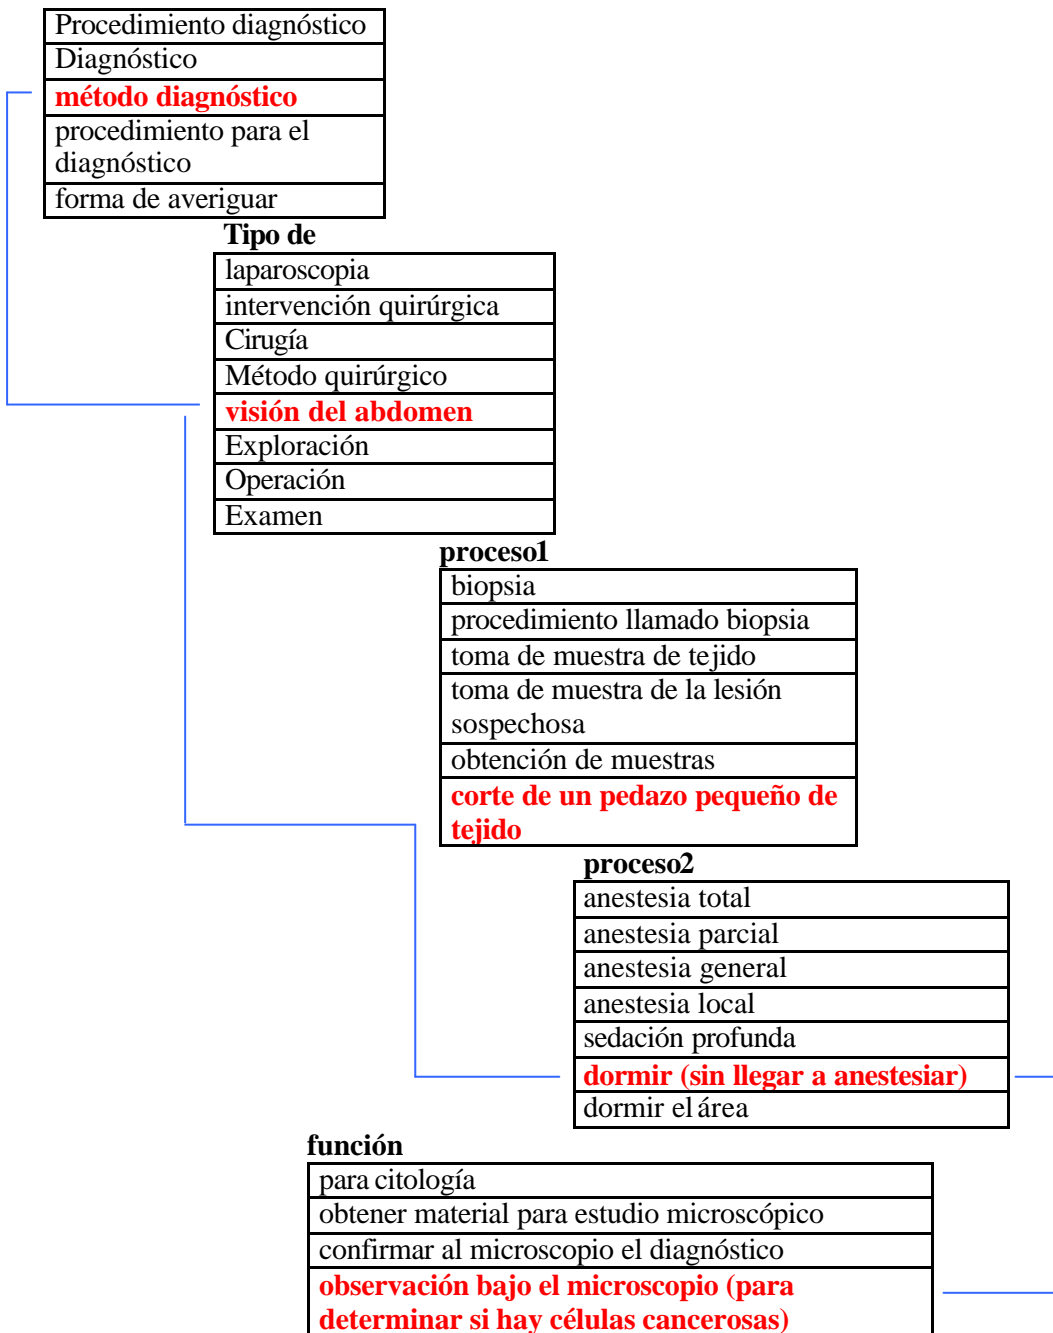 Procedimiento diagnóstico
Diagnóstico
método diagnóstico
procedimiento para el
diagnóstico
forma de averiguar
Tipo de
laparoscopia
intervención quirúrgica
Cirugía
Método quirúrgico
visión del abdomen
Exploración
Operación
Examen
proceso1
biopsia
procedimiento llamado biopsia
toma de muestra de tejido
toma de muestra de la lesión
sospechosa
obtención de muestras
corte de un pedazo pequeño de
tejido
proceso2
anestesia total
anestesia parcial
anestesia general
anestesia local
sedación profunda
dormir (sin llegar a anestesiar)
dormir el área
función
para citología
obtener material para estudio microscópico
confirmar al microscopio el diagnóstico
observación bajo el microscopio (para
determinar si hay células cancerosas)